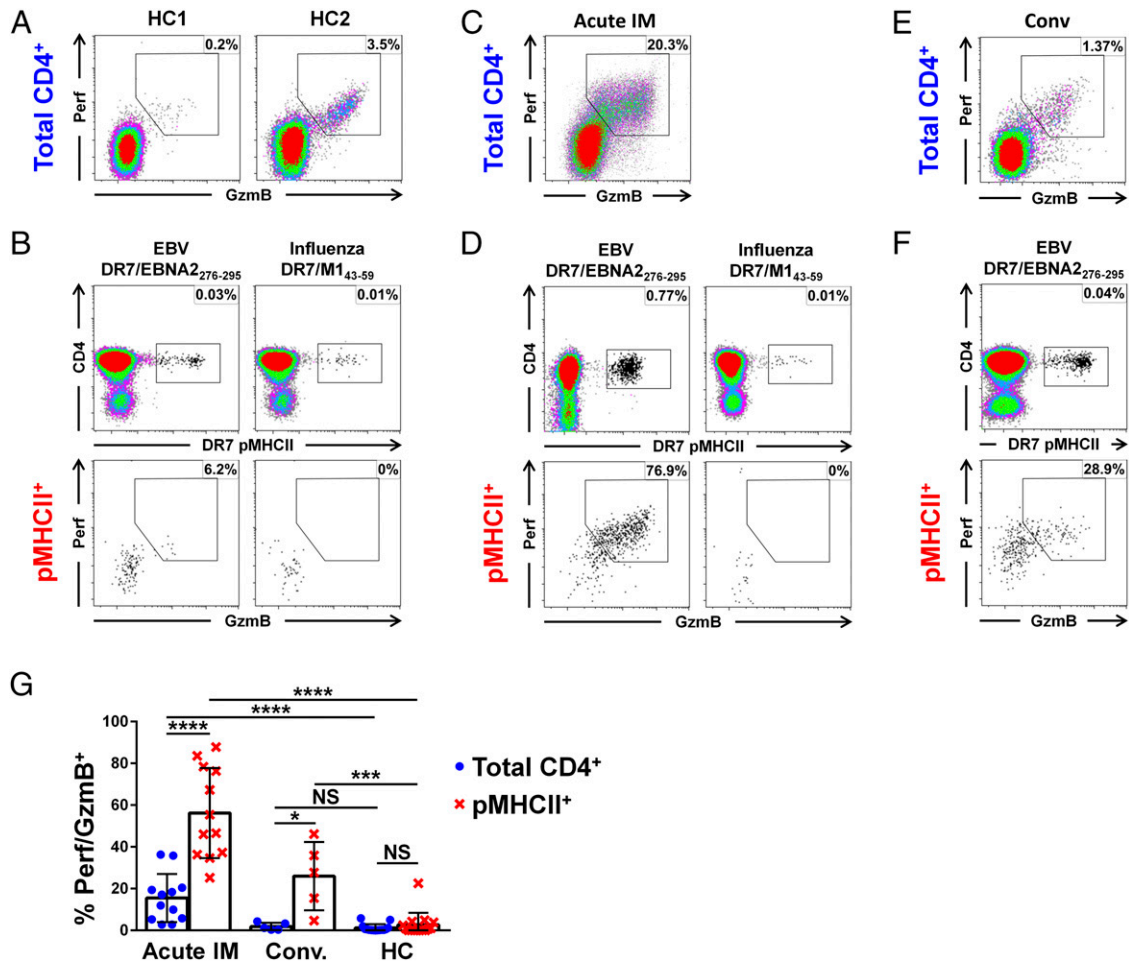 A
HC1
HC2
Total CD4+
Perf
0.2%
3.5%
GzmB
B
EBV
DR7/EBNA2276-295
Influenza
DR7/M143-59
CD4
0.03%
0.01%
DR7 pMHCII
pMHCII+
Perf
6.2%
0%
GzmB
C
Acute IM
Total CD4+
Perf
20.3%
GzmB
D
EBV
DR7/EBNA2276-295
Influenza
DR7/M143-59
CD4
0.77%
0.01%
DR7 pMHCII
pMHCII+
Perf
76.9%
0%
GzmB
E
Conv
Total CD4+
Perf
1.37%
GzmB
F
EBV
DR7/EBNA2276-295
CD4
0.04%
DR7 pMHCII
pMHCII+
Perf
28.9%
GzmB
G
% Perf/GzmB+
100
80
60
40
20
0
****
****
****
***
NS
*
NS
Acute IM
Conv.
HC
Total CD4+
pMHCII+